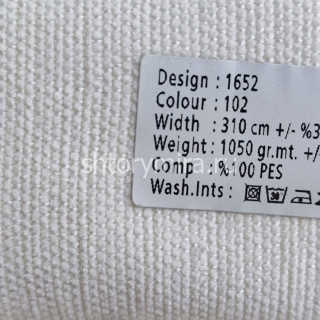 Design : 1652
Colour : 102
Width : 310 cm +/- %3
Weight : 1050 gr.mt. +/-
Comp : %100 PES
Wash.Ints :